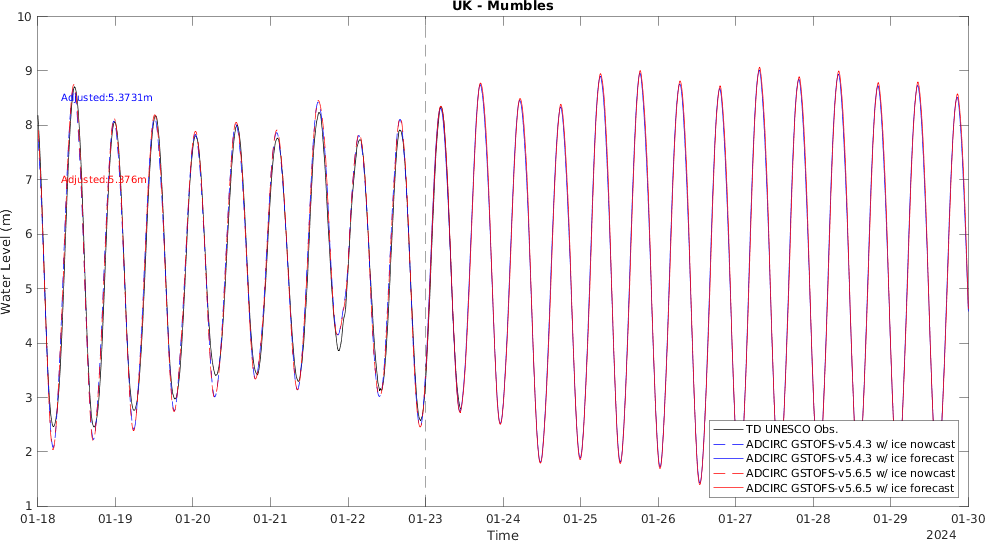 UK - Mumbles
10
9
8
7
6
5
4
3
2
1
Water Level (m)
Adjusted:5.3731m
Adjusted:5.376m
TD UNESCO Obs.
ADCIRC GSTOFS-v5.4.3 w/ ice nowcast
ADCIRC GSTOFS-v5.4.3 w/ ice forecast
ADCIRC GSTOFS-v5.6.5 w/ ice nowcast
ADCIRC GSTOFS-v5.6.5 w/ ice forecast
01-18 01-19 01-20 01-21 01-22 01-23 01-24 01-25 01-26 01-27 01-28 01-29 01-30
Time
2024